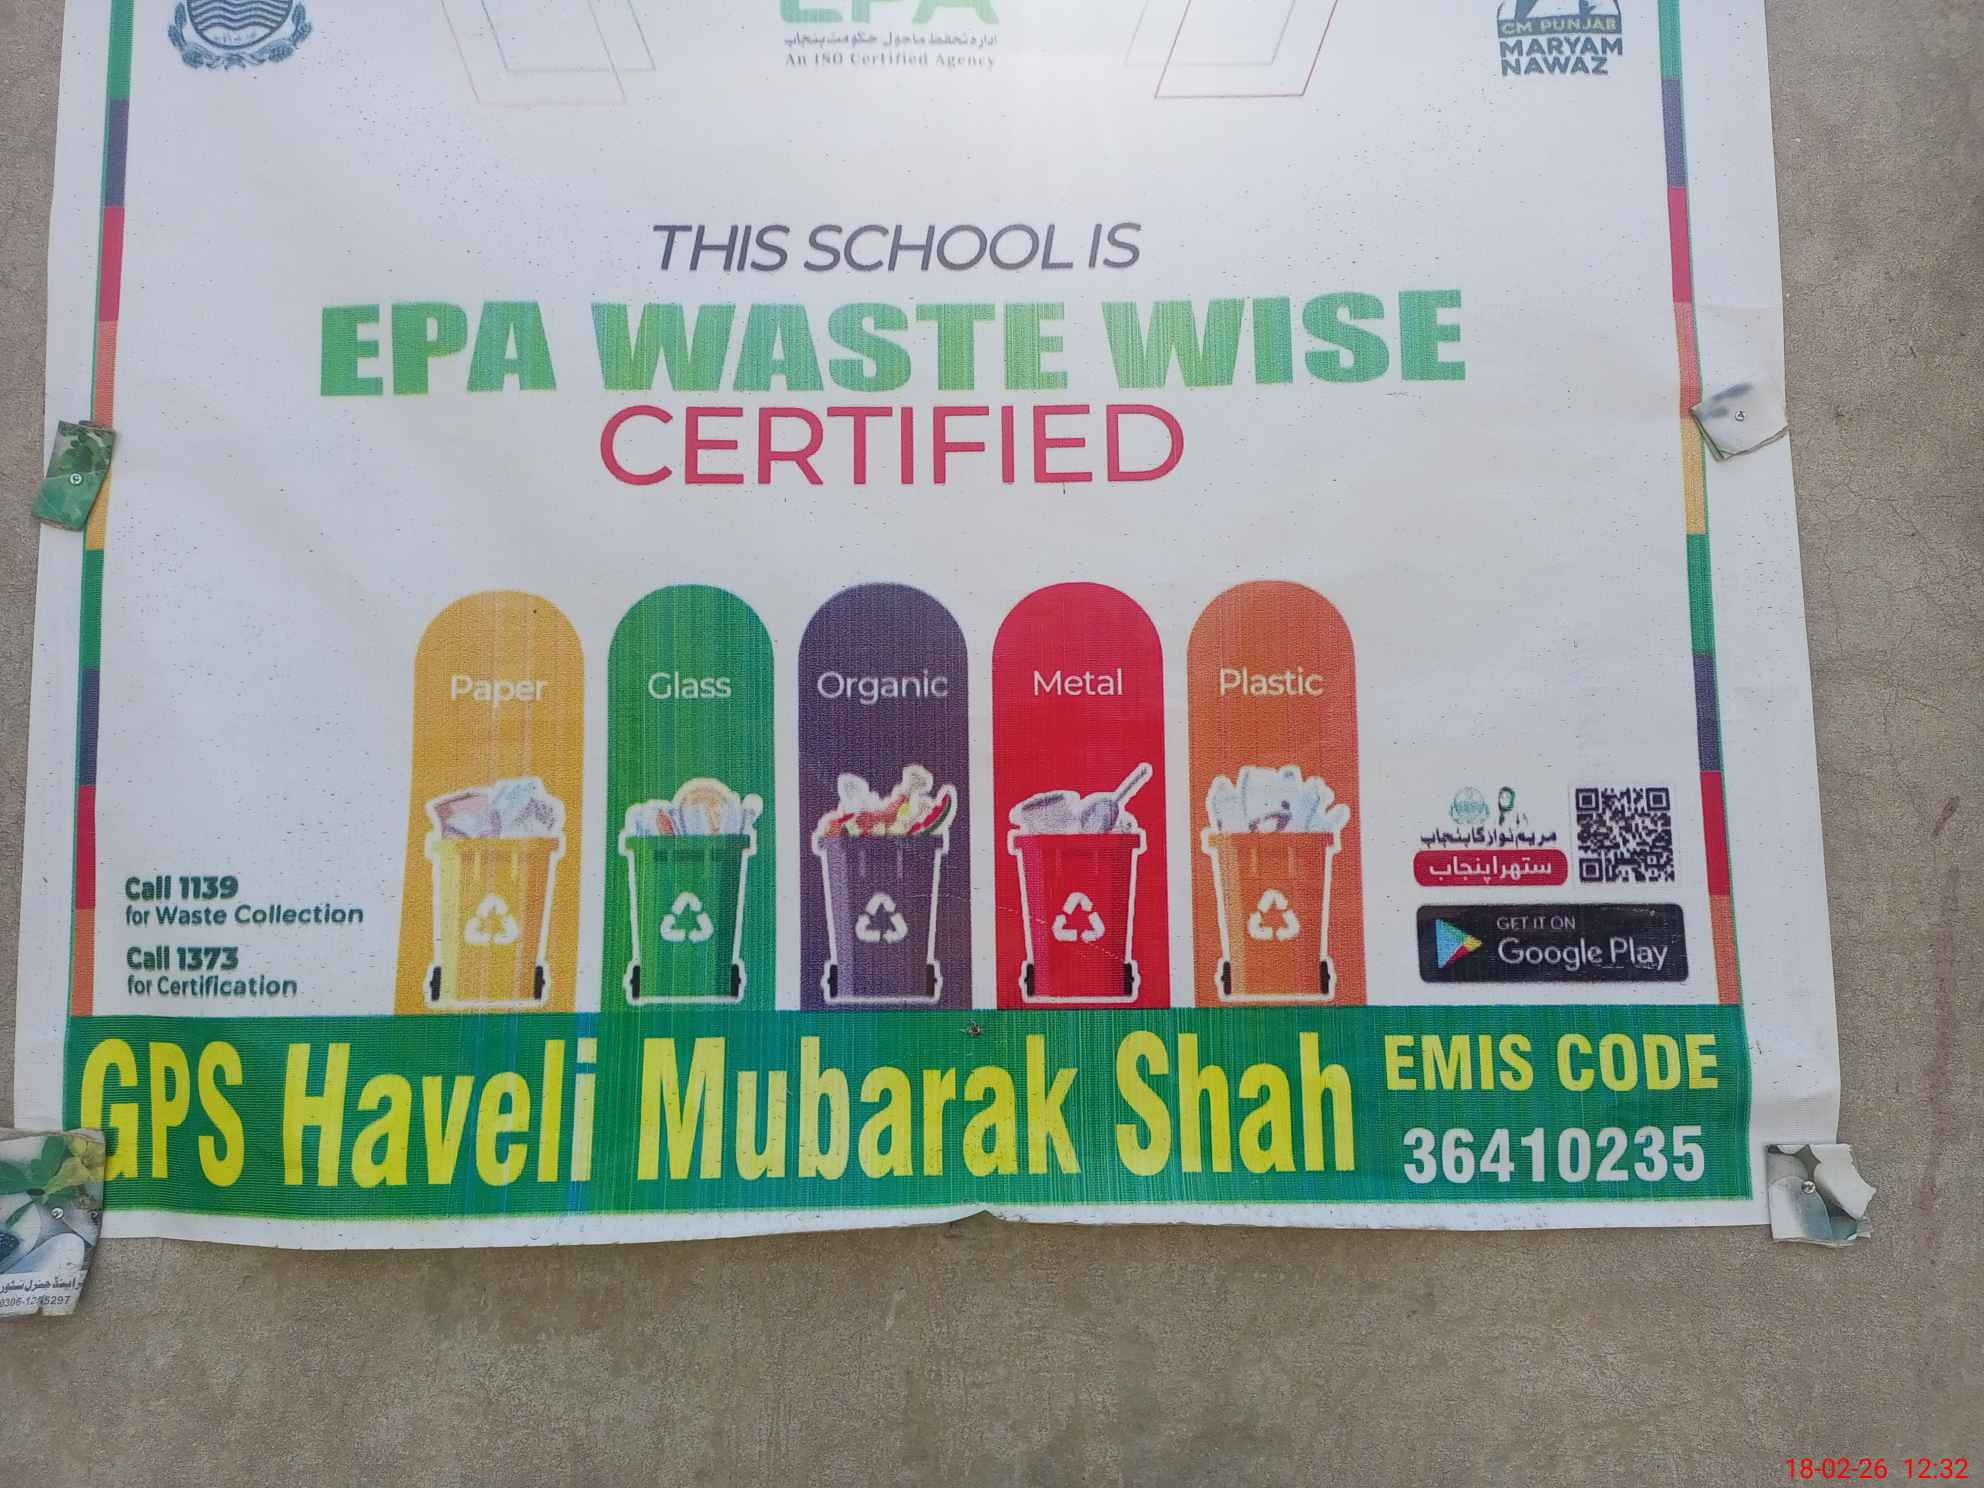 EPA
ادارہ تحفظ ماحول حکومت پنجاب
An ISO Certified Agency
CM PUNJAB
MARYAM
NAWAZ
THIS SCHOOL IS
EPA WASTE WISE
CERTIFIED
Paper
Glass
Organic
Metal
Plastic
Call 1139
for Waste Collection
Call 1373
for Certification
مریم نواز کا پنجاب
ستھرا پنجاب
GET IT ON
Google Play
GPS Haveli Mubarak Shah
EMIS CODE
36410235
جنرل سٹور
18-02-26 12:32